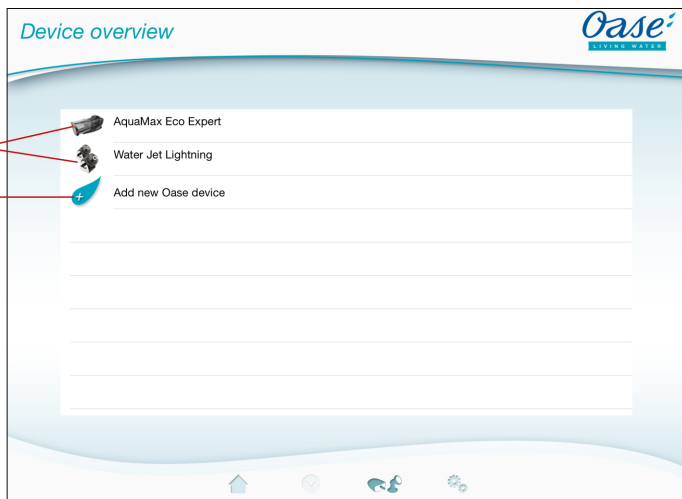 Device overview
Oase
LIVING WATER
AquaMax Eco Expert
Water Jet Lightning
Add new Oase device